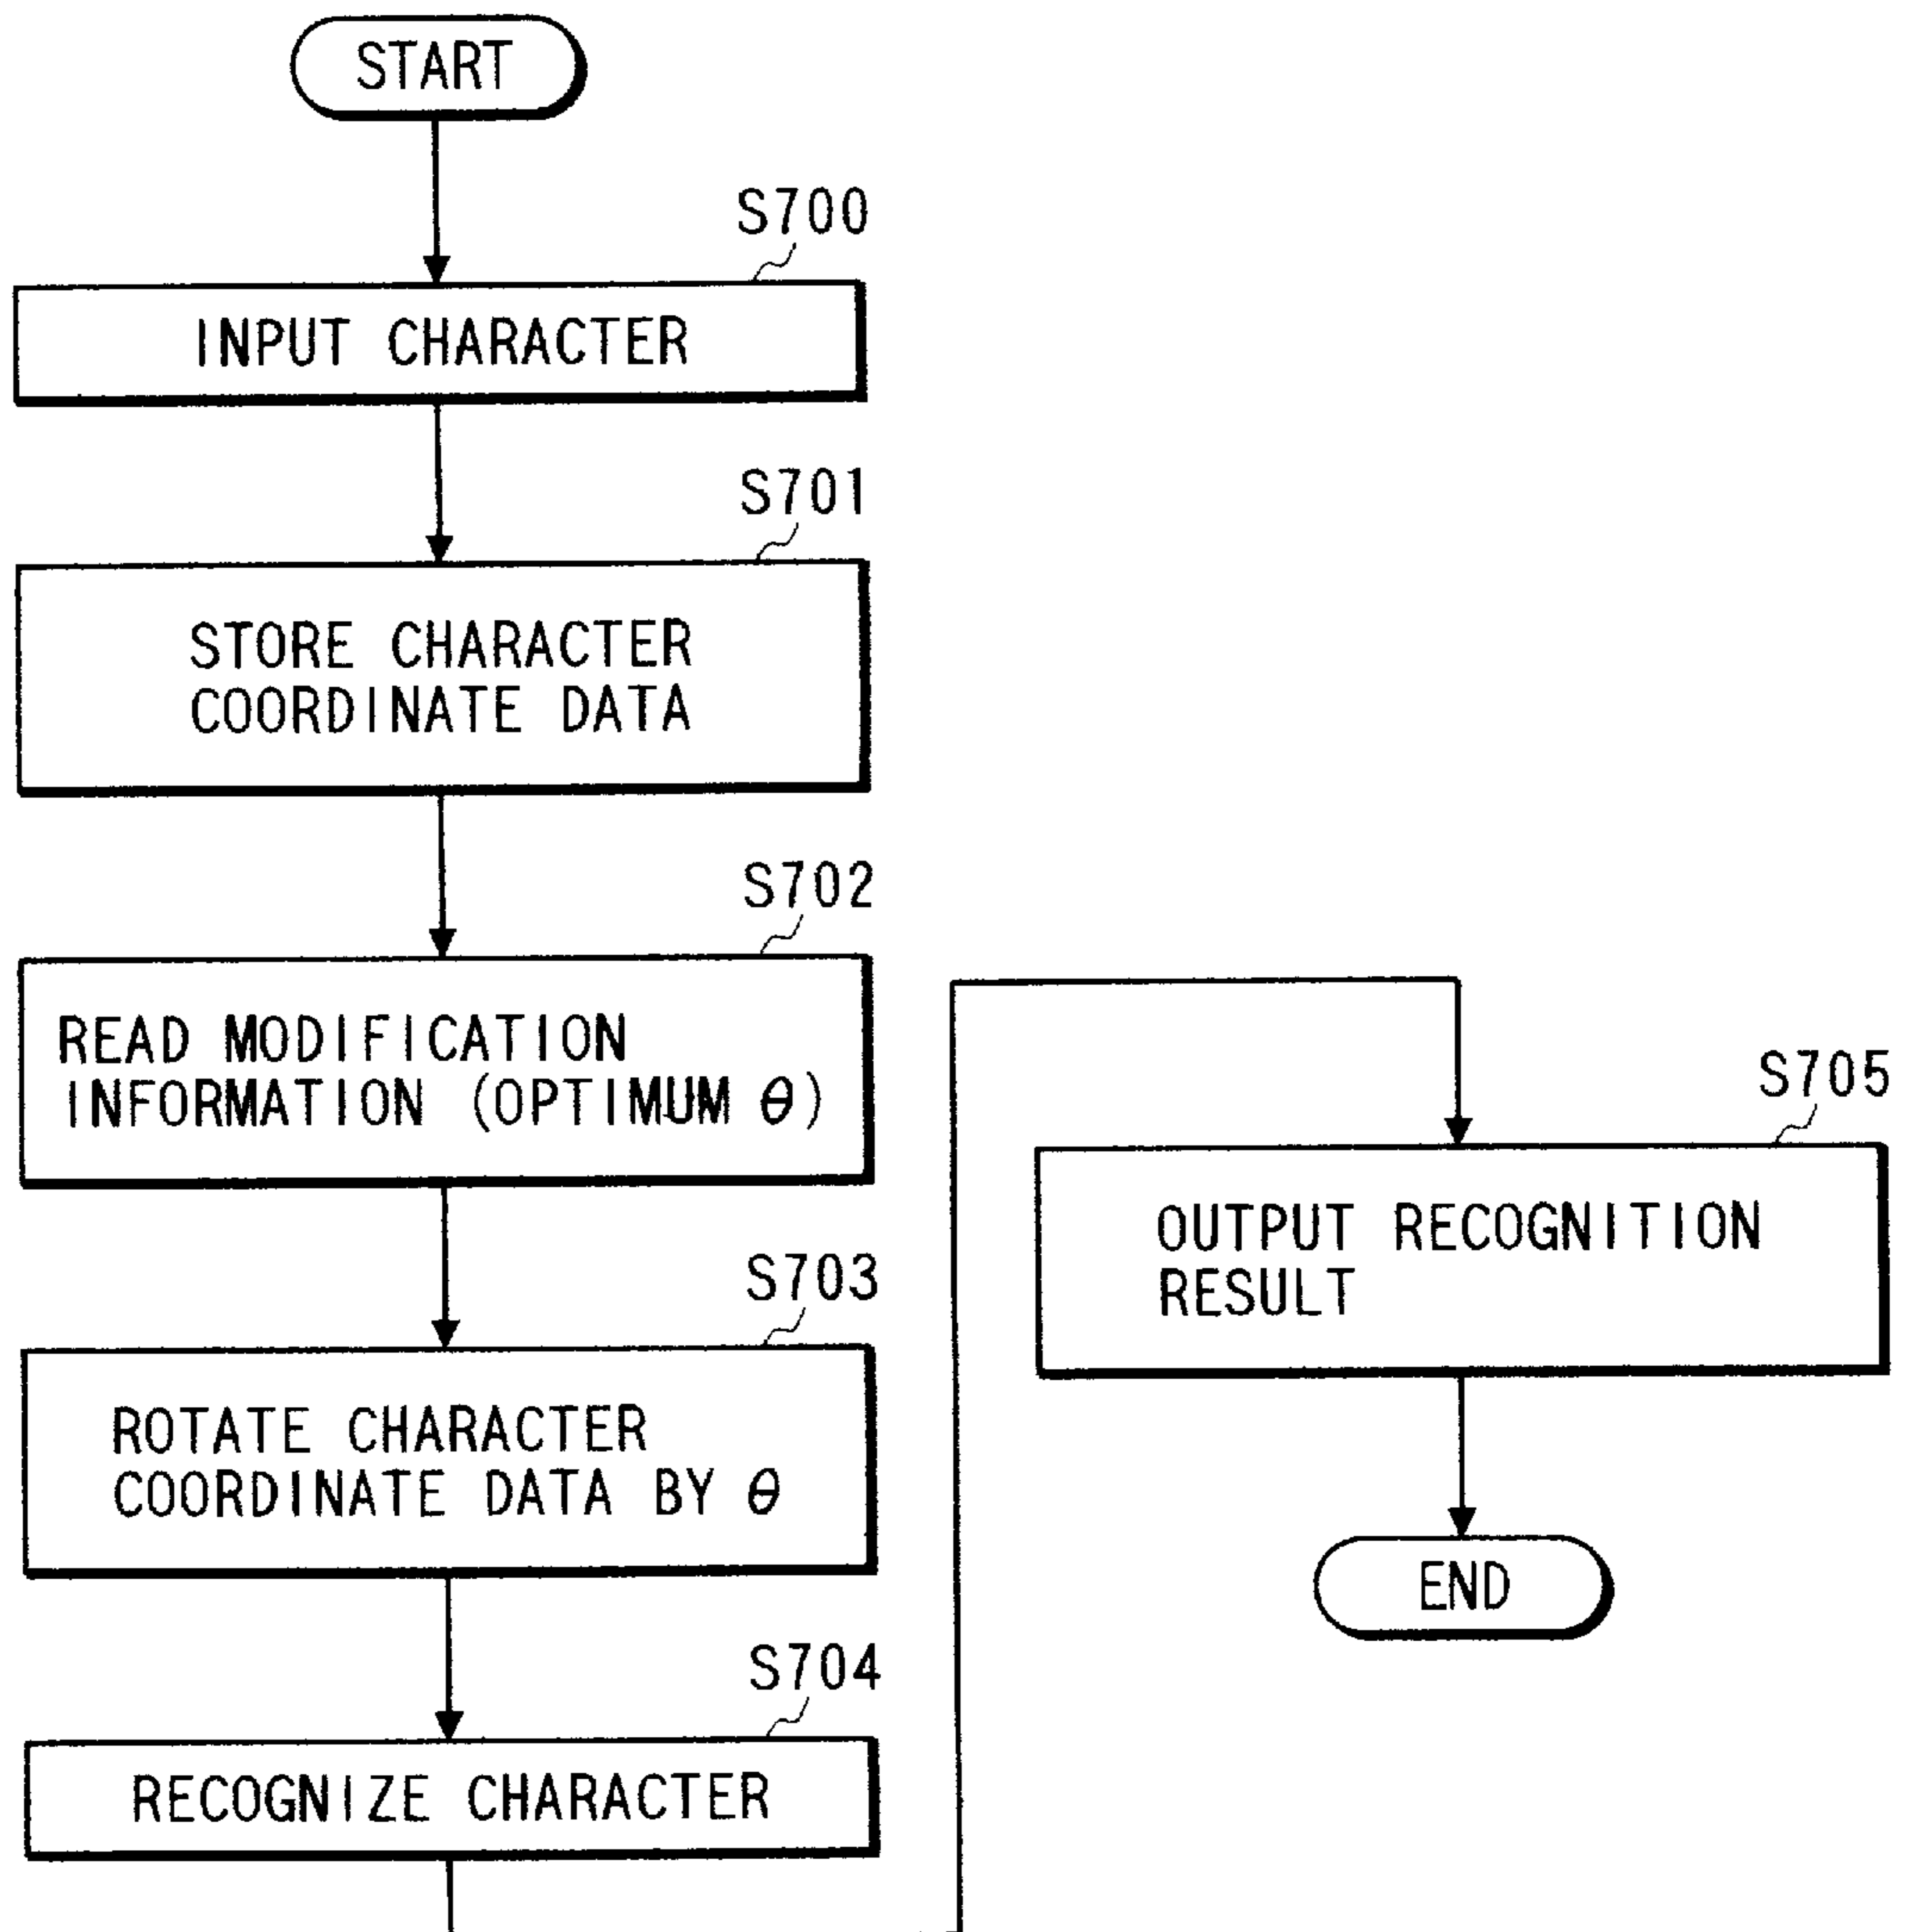 START
S700
INPUT CHARACTER
S701
STORE CHARACTER
COORDINATE DATA
S702
READ MODIFICATION
INFORMATION (OPTIMUM θ)
S703
ROTATE CHARACTER
COORDINATE DATA BY θ
S704
RECOGNIZE CHARACTER
S705
OUTPUT RECOGNITION
RESULT
END